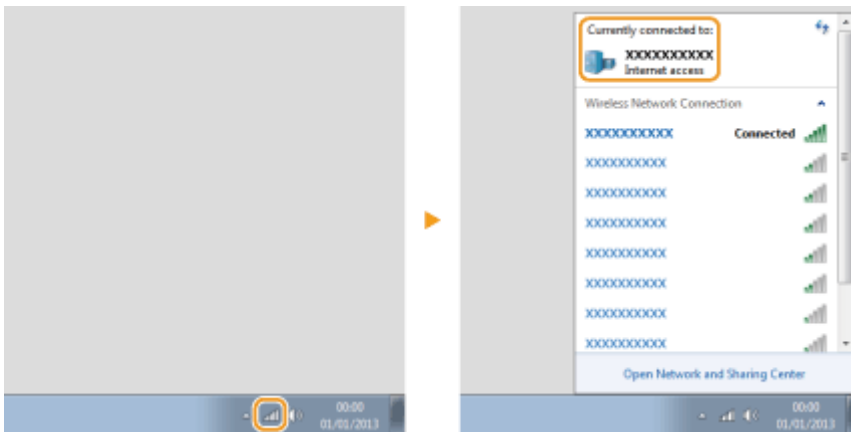 00:00
01/01/2013
Currently connected to:
XXXXXXXXXX
Internet access
Wireless Network Connection
XXXXXXXXXX Connected
XXXXXXXXXX
XXXXXXXXXX
XXXXXXXXXX
XXXXXXXXXX
XXXXXXXXXX
XXXXXXXXXX
XXXXXXXXXX
Open Network and Sharing Center
00:00
01/01/2013